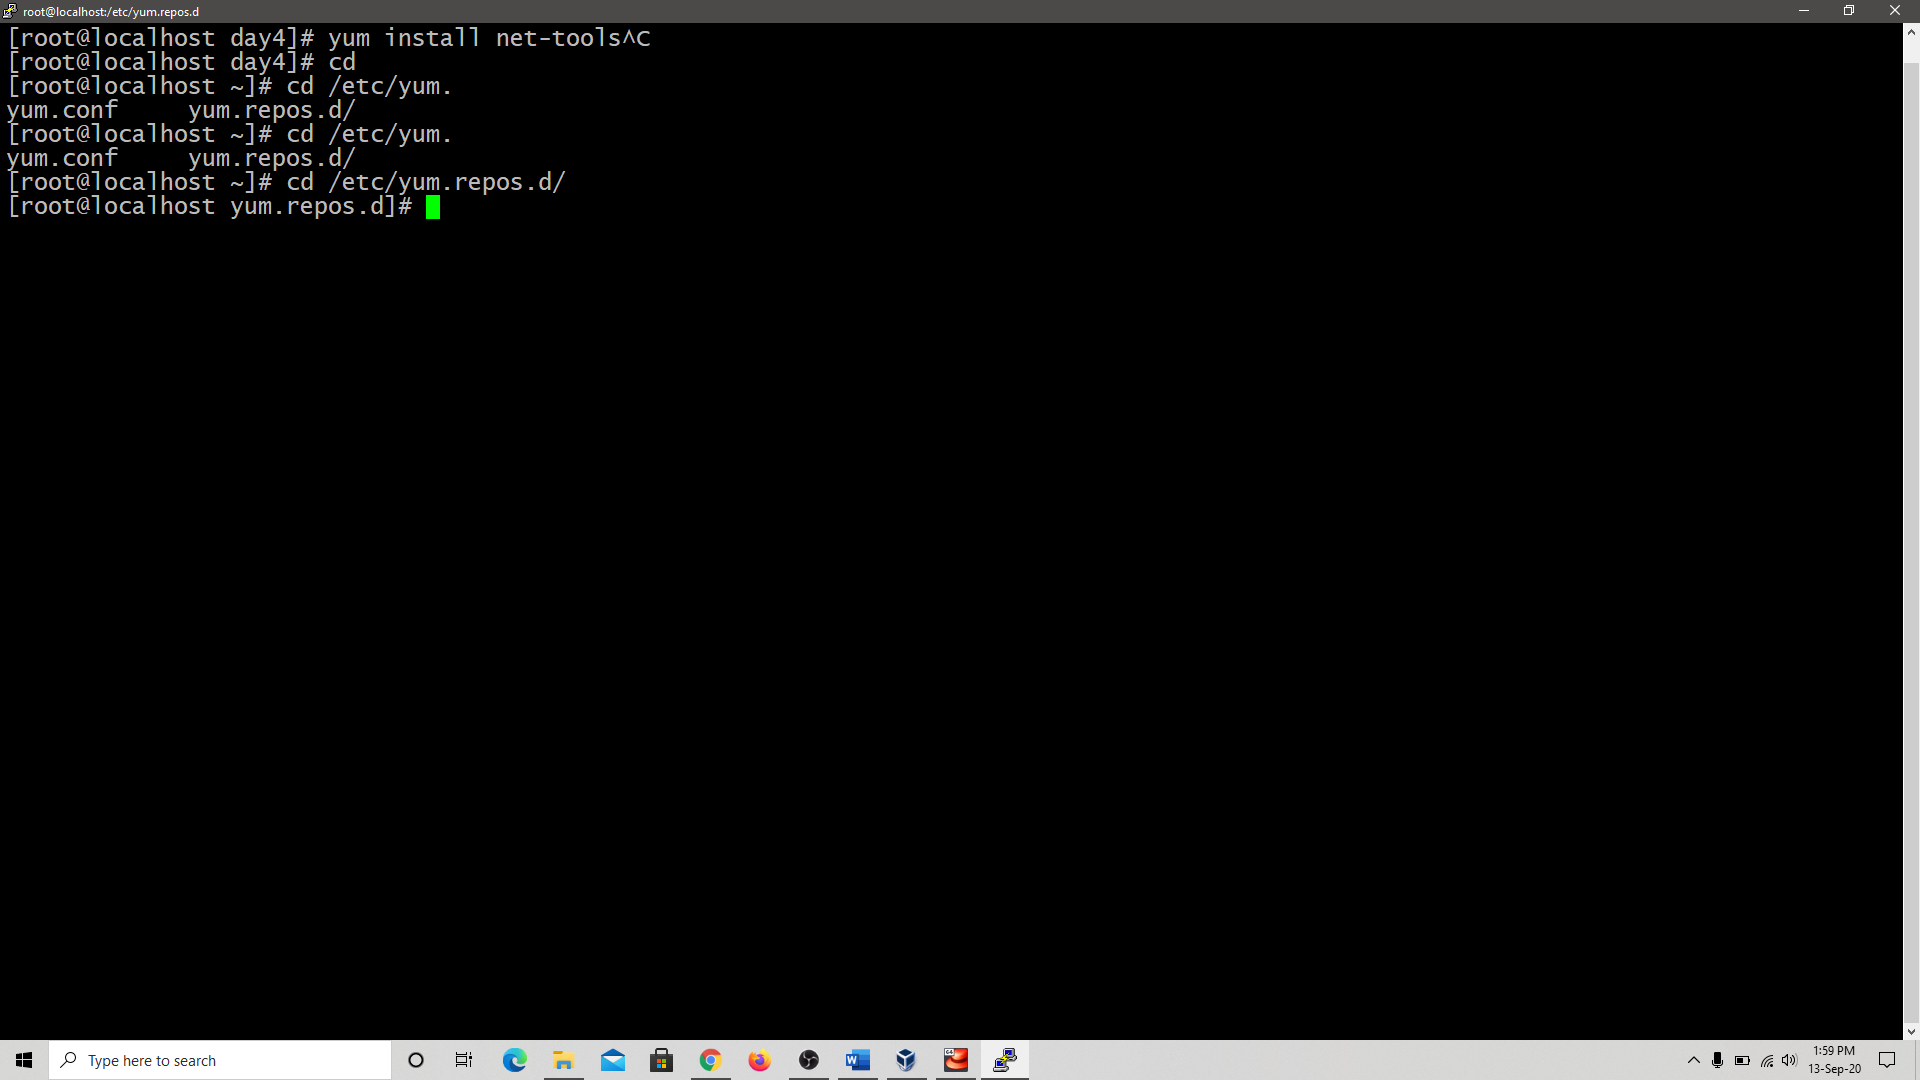 root@localhost:/etc/yum.repos.d
[root@localhost day4]# yum install net-tools^C
[root@localhost day4]# cd
[root@localhost ~]# cd /etc/yum.
yum.conf     yum.repos.d/
[root@localhost ~]# cd /etc/yum.
yum.conf     yum.repos.d/
[root@localhost ~]# cd /etc/yum.repos.d/
[root@localhost yum.repos.d]#
Type here to search
1:59 PM
13-Sep-20